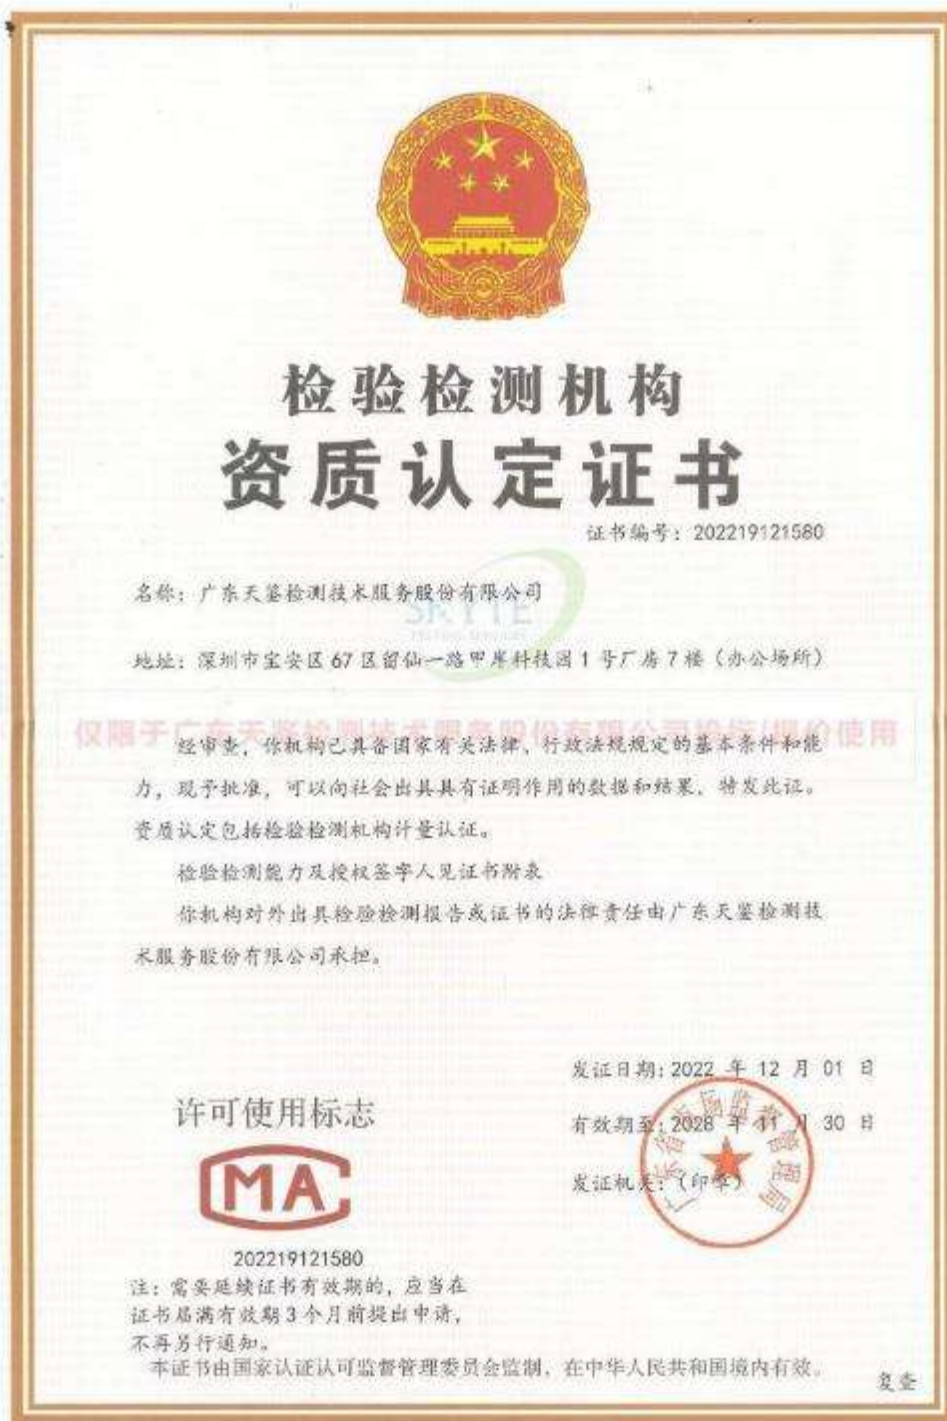 检验检测机构
资质认定证书
证书编号：202219121580
名称：广东天鉴检测技术服务股份有限公司
SKYTE
地址：深圳市宝安区67区留仙一路甲岸科技园1号厂房7楼（办公场所）
仅限于广东天鉴检测技术服务股份有限公司投标/报价使用
经审查，你机构已具备国家有关法律、行政法规规定的基本条件和能
力，现予批准，可以向社会出具具有证明作用的数据和结果，特发此证。
资质认定包括检验检测机构计量认证。
检验检测能力及授权签字人见证书附表
你机构对外出具检验检测报告或证书的法律责任由广东天鉴检测技
术服务股份有限公司承担。
发证日期：2022 年 12 月 01 日
有效期至：2028 年 11 月 30 日
发证机关：（印章）
广东省市场监督管理局
许可使用标志
MA
202219121580
注：需要延续证书有效期的，应当在
证书届满有效期3个月前提出申请，
不再另行通知。
本证书由国家认证认可监督管理委员会监制，在中华人民共和国境内有效。
复查